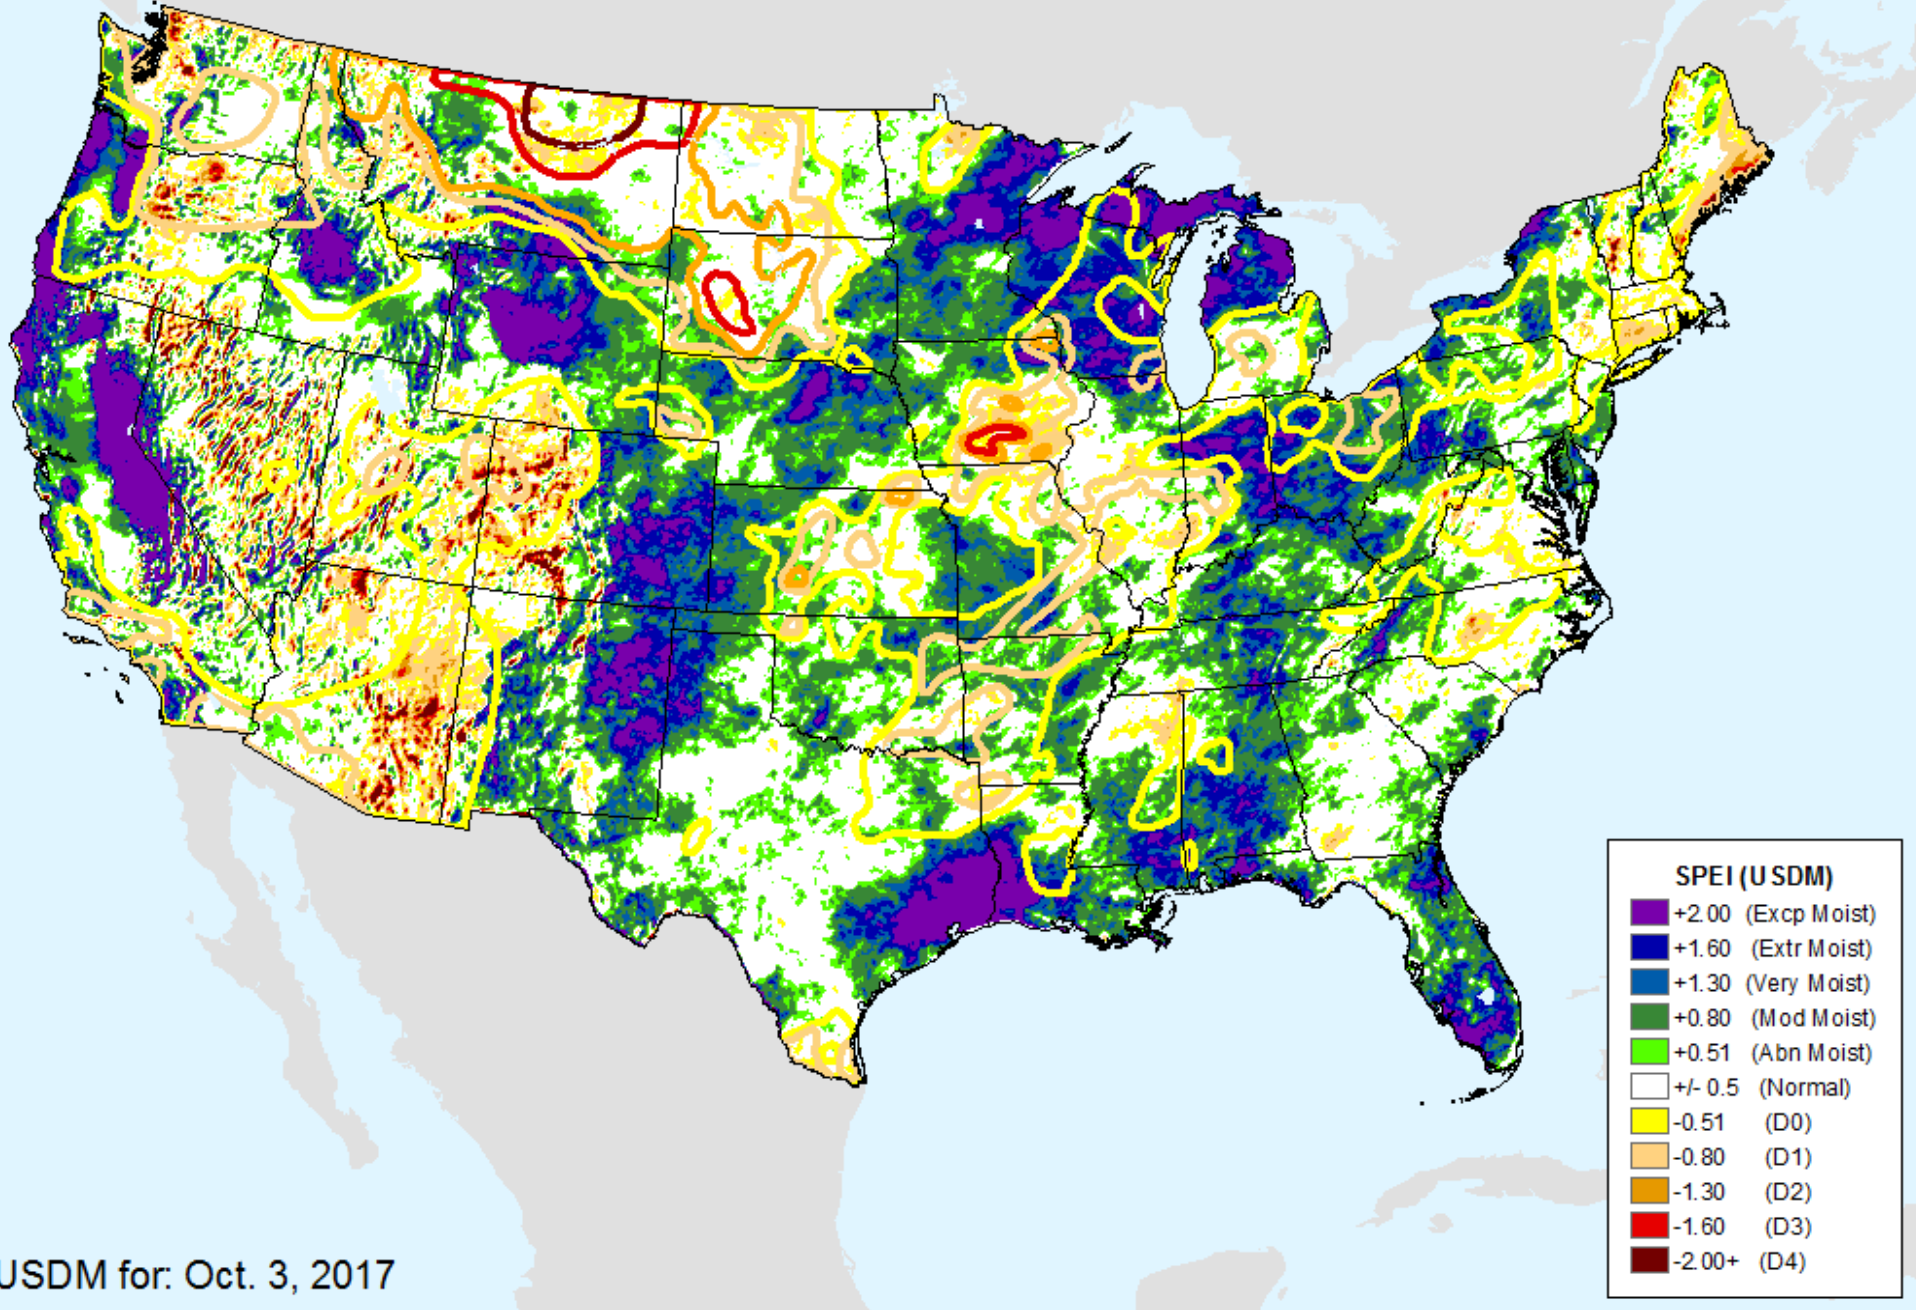 SPEI (USDM)
+2.00 (Excp Moist)
+1.60 (Extr Moist)
+1.30 (Very Moist)
+0.80 (Mod Moist)
+0.51 (Abn Moist)
+/- 0.5 (Normal)
-0.51 (D0)
-0.80 (D1)
-1.30 (D2)
-1.60 (D3)
-2.00+ (D4)
USDM for: Oct. 3, 2017